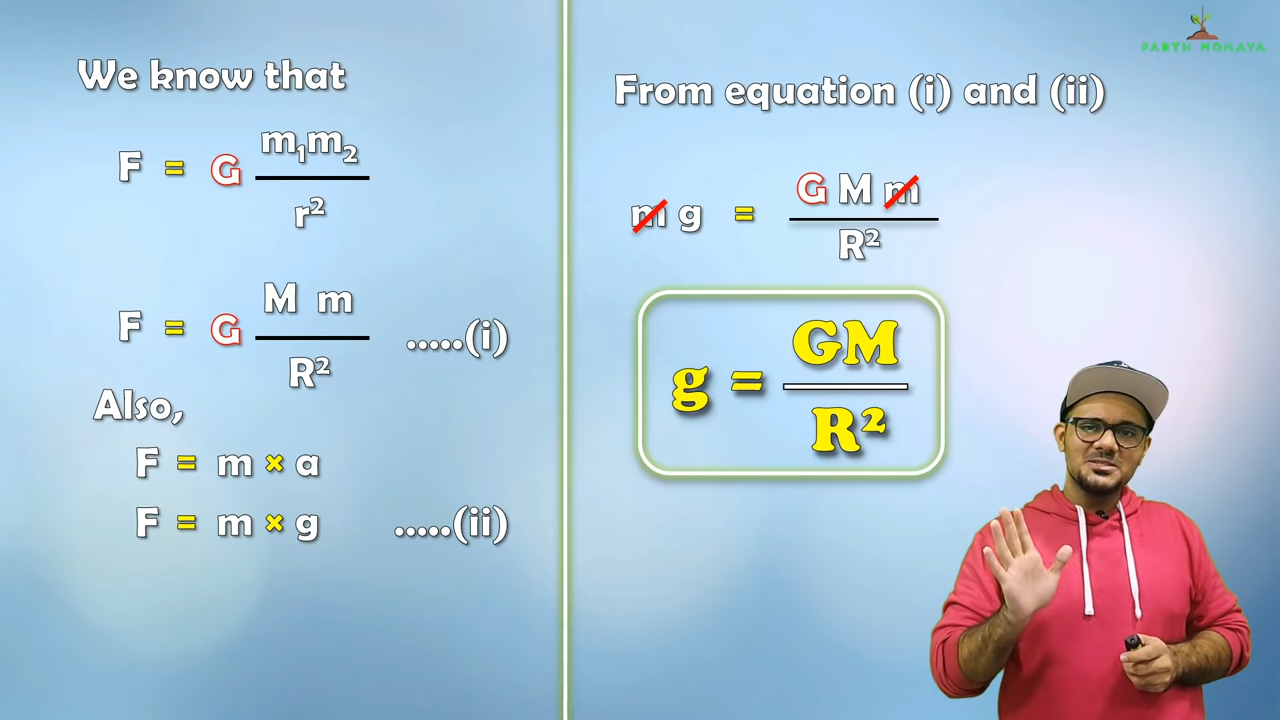 We know that
F = G m₁m₂ / r²
F = G M m / R² .....(i)
Also,
F = m × a
F = m × g .....(ii)
From equation (i) and (ii)
m g = G M m / R²
g = GM / R²
PARTH MOMAYA